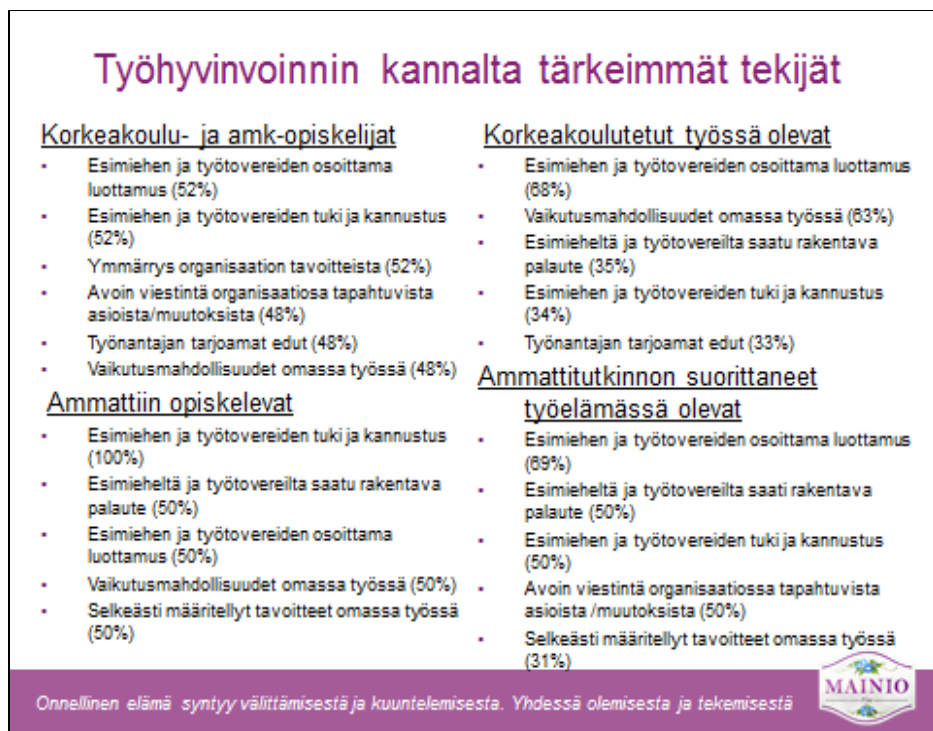 Työhyvinvoinnin kannalta tärkeimmät tekijät
Korkeakoulu- ja amk-opiskelijat
▪ Esimiehen ja työtovereiden osoittama
luottamus (52%)
▪ Esimiehen ja työtovereiden tuki ja kannustus
(52%)
▪ Ymmärrys organisaation tavoitteista (52%)
▪ Avoin viestintä organisaatiosa tapahtuvista
asioista/muutoksista (48%)
▪ Työnantajan tarjoamat edut (48%)
▪ Vaikutusmahdollisuudet omassa työssä (48%)
Ammattiin opiskelevat
▪ Esimiehen ja työtovereiden tuki ja kannustus
(100%)
▪ Esimieheltä ja työtovereilta saatu rakentava
palaute (50%)
▪ Esimiehen ja työtovereiden osoittama
luottamus (50%)
▪ Vaikutusmahdollisuudet omassa työssä (50%)
▪ Selkeästi määritellyt tavoitteet omassa työssä
(50%)
Korkeakoulutetut työssä olevat
▪ Esimiehen ja työtovereiden osoittama luottamus
(68%)
▪ Vaikutusmahdollisuudet omassa työssä (63%)
▪ Esimieheltä ja työtovereilta saatu rakentava
palaute (35%)
▪ Esimiehen ja työtovereiden tuki ja kannustus
(34%)
▪ Työnantajan tarjoamat edut (33%)
Ammattitutkinnon suorittaneet
työelämässä olevat
▪ Esimiehen ja työtovereiden osoittama luottamus
(69%)
▪ Esimieheltä ja työtovereilta saati rakentava
palaute (50%)
▪ Esimiehen ja työtovereiden tuki ja kannustus
(50%)
▪ Avoin viestintä organisaatiossa tapahtuvista
asioista /muutoksista (50%)
▪ Selkeästi määritellyt tavoitteet omassa työssä
(31%)
Onnellinen elämä syntyy välittämisestä ja kuuntelemisesta. Yhdessä olemisesta ja tekemisestä
MAINIO